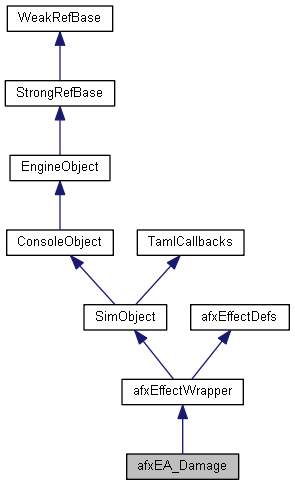 WeakRefBase
StrongRefBase
EngineObject
ConsoleObject
TamlCallbacks
SimObject
afxEffectDefs
afxEffectWrapper
afxEA_Damage